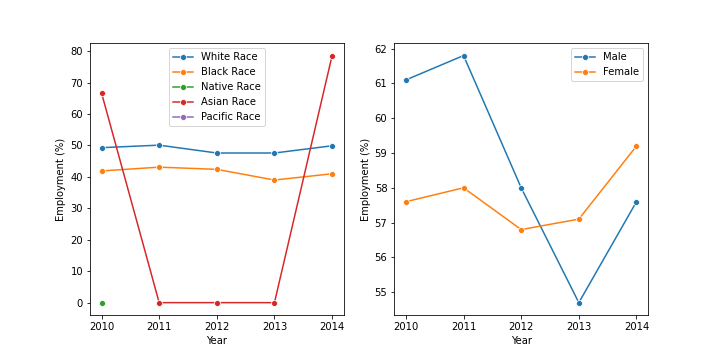 80
70
60
50
40
30
20
10
0
Employment (%)
2010 2011 2012 2013 2014
Year
White Race
Black Race
Native Race
Asian Race
Pacific Race
62
61
60
59
58
57
56
55
Employment (%)
2010 2011 2012 2013 2014
Year
Male
Female